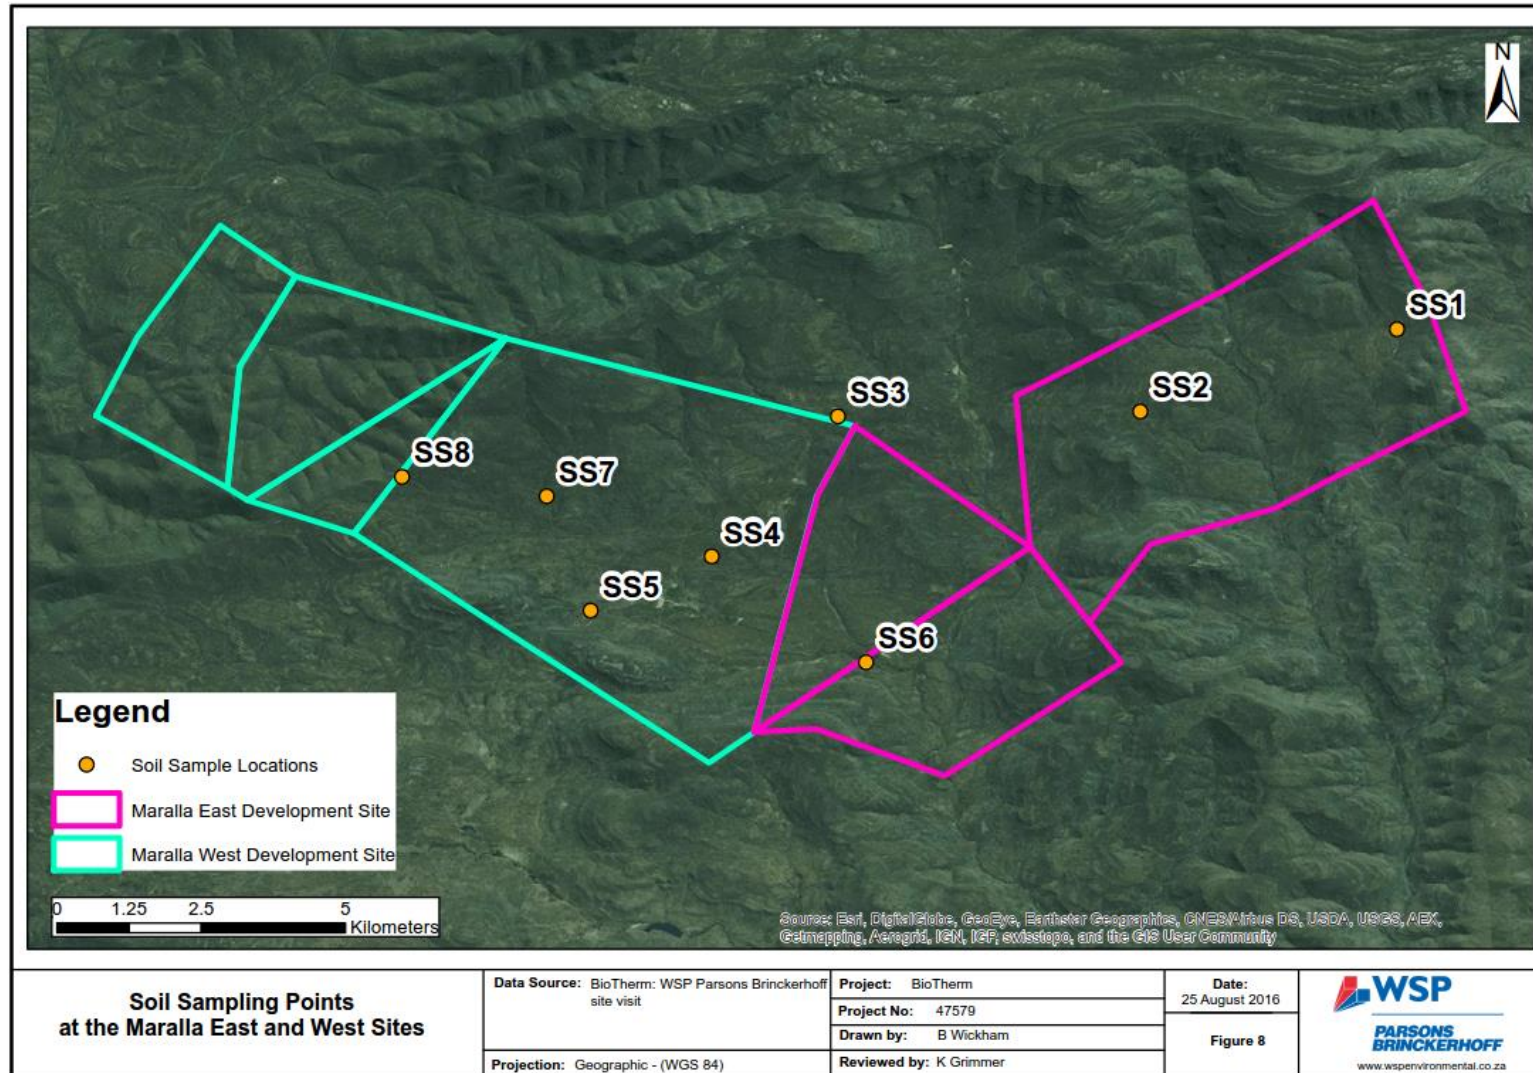 N
SS1
SS2
SS3
SS8
SS7
SS4
SS5
SS6
Legend
Soil Sample Locations
Maralla East Development Site
Maralla West Development Site
0 1.25 2.5 5
Kilometers
Source: Esri, DigitalGlobe, GeoEye, Earthstar Geographics, CNES/Airbus DS, USDA, USGS, AEX,
Getmapping, Aerogrid, IGN, IGP, swisstopo, and the GIS User Community
Soil Sampling Points
at the Maralla East and West Sites
Data Source: BioTherm: WSP Parsons Brinckerhoff
site visit
Projection: Geographic - (WGS 84)
Project: BioTherm
Project No: 47579
Drawn by: B Wickham
Reviewed by: K Grimmer
Date:
25 August 2016
Figure 8
WSP
PARSONS
BRINCKERHOFF
www.wspenvironmental.co.za